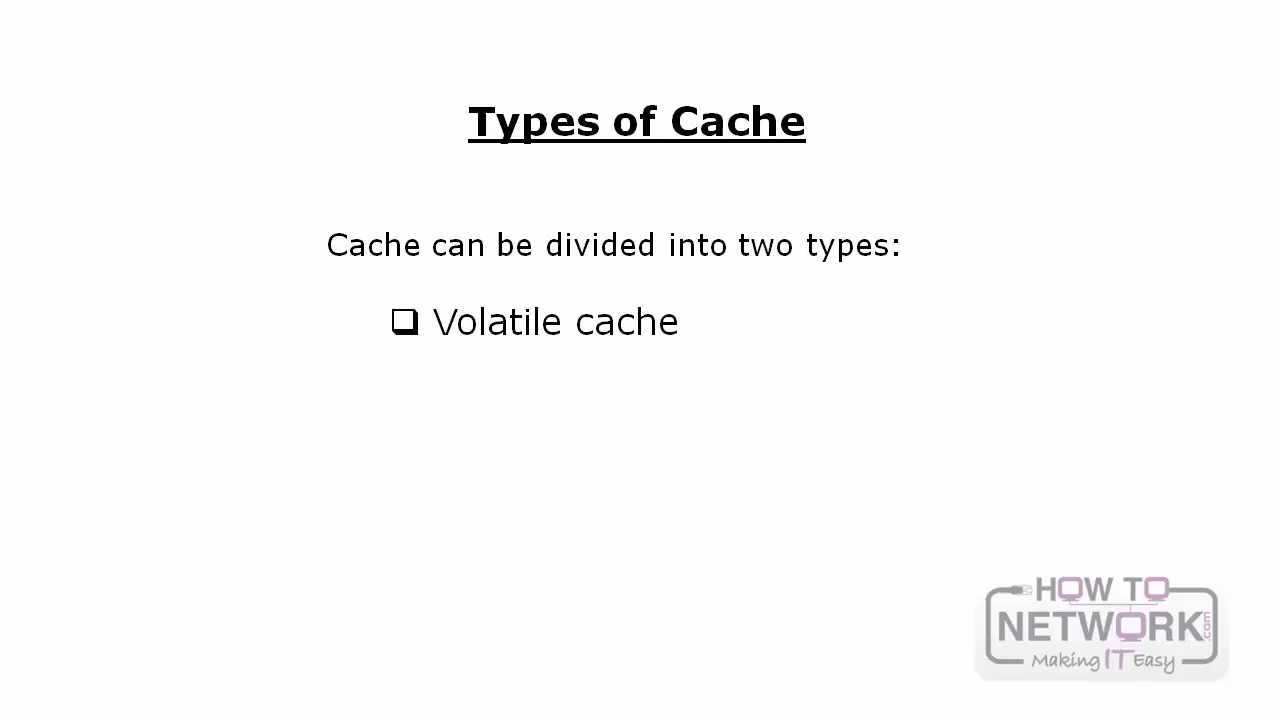 Types of Cache
Cache can be divided into two types:
❑ Volatile cache
HOW TO
NETWORK.com
Making IT Easy